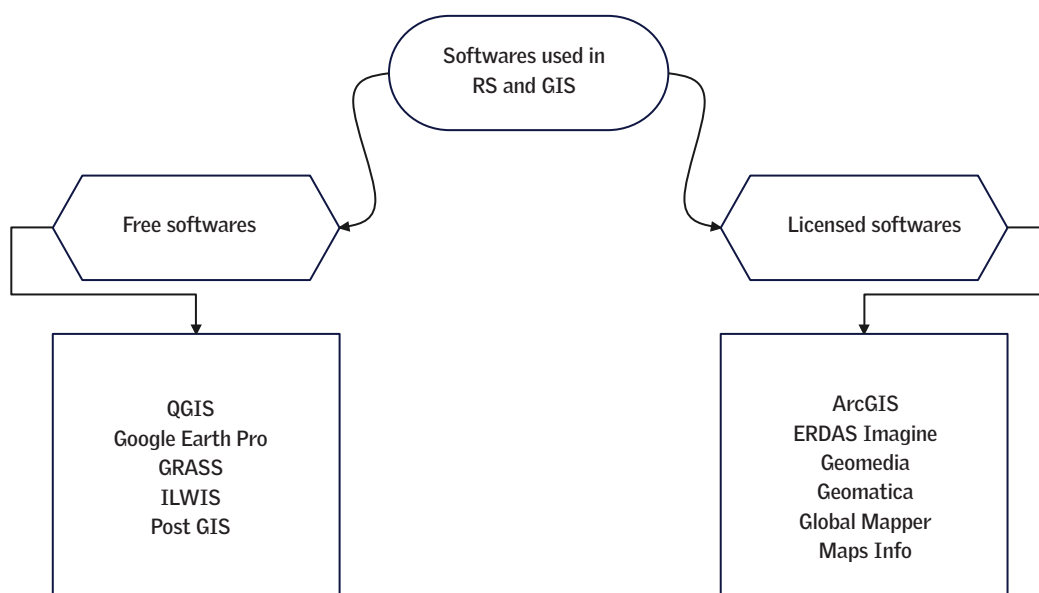 Softwares used in
RS and GIS
Free softwares
Licensed softwares
QGIS
Google Earth Pro
GRASS
ILWIS
Post GIS
ArcGIS
ERDAS Imagine
Geomedia
Geomatica
Global Mapper
Maps Info